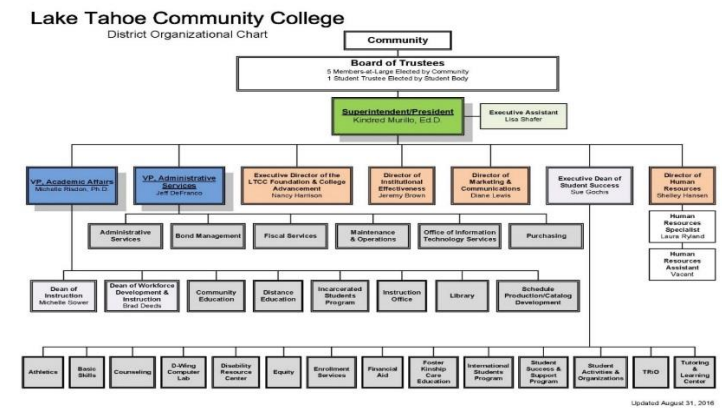 Lake Tahoe Community College
District Organizational Chart
Community
Board of Trustees
5 Members-at-Large Elected by Community
1 Student Trustee Elected by Student Body
Superintendent/President
Kindred Murillo, Ed.D.
Executive Assistant
Lisa Shafer
VP, Academic Affairs
Michelle Risdon, Ph.D.
VP, Administrative
Services
Jeff DeFranco
Executive Director of the
LTCC Foundation & College
Advancement
Nancy Harrison
Director of
Institutional
Effectiveness
Jeremy Brown
Director of
Marketing &
Communications
Diane Lewis
Executive Dean of
Student Success
Sue Gochis
Director of
Human
Resources
Shelley Hansen
Human
Resources
Specialist
Laura Ryland
Human
Resources
Assistant
Vacant
Administrative
Services
Bond Management
Fiscal Services
Maintenance
& Operations
Office of Information
Technology Services
Purchasing
Dean of
Instruction
Michelle Sower
Dean of Workforce
Development &
Instruction
Brad Deeds
Community
Education
Distance
Education
Incarcerated
Students
Program
Instruction
Office
Library
Schedule
Production/Catalog
Development
Athletics
Basic
Skills
Counseling
D-Wing
Computer
Lab
Disability
Resource
Center
Equity
Enrollment
Services
Financial
Aid
Foster
Kinship
Care
Education
International
Students
Program
Student
Success &
Support
Program
Student
Activities &
Organizations
TRiO
Tutoring
&
Learning
Center
Updated August 31, 2016